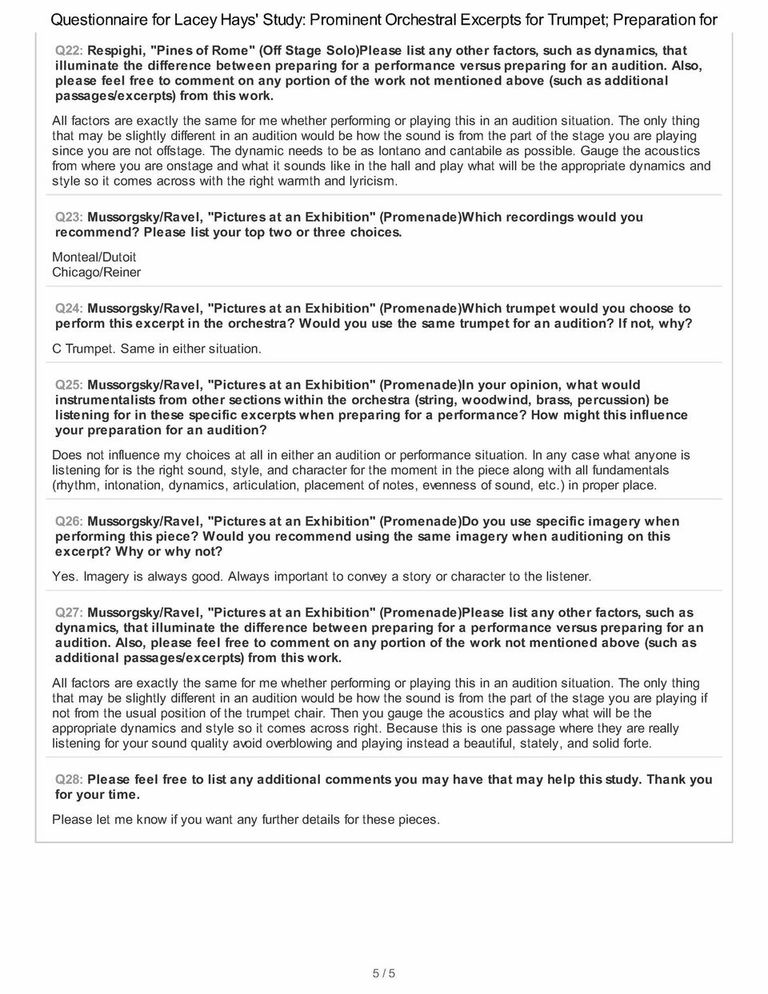 Questionnaire for Lacey Hays' Study: Prominent Orchestral Excerpts for Trumpet; Preparation for
Q22: Respighi, "Pines of Rome" (Off Stage Solo)Please list any other factors, such as dynamics, that
illuminate the difference between preparing for a performance versus preparing for an audition. Also,
please feel free to comment on any portion of the work not mentioned above (such as additional
passages/excerpts) from this work.
All factors are exactly the same for me whether performing or playing this in an audition situation. The only thing
that may be slightly different in an audition would be how the sound is from the part of the stage you are playing
since you are not offstage. The dynamic needs to be as lontano and cantabile as possible. Gauge the acoustics
from where you are onstage and what it sounds like in the hall and play what will be the appropriate dynamics and
style so it comes across with the right warmth and lyricism.
Q23: Mussorgsky/Ravel, "Pictures at an Exhibition" (Promenade)Which recordings would you
recommend? Please list your top two or three choices.
Monteal/Dutoit
Chicago/Reiner
Q24: Mussorgsky/Ravel, "Pictures at an Exhibition" (Promenade)Which trumpet would you choose to
perform this excerpt in the orchestra? Would you use the same trumpet for an audition? If not, why?
C Trumpet. Same in either situation.
Q25: Mussorgsky/Ravel, "Pictures at an Exhibition" (Promenade)In your opinion, what would
instrumentalists from other sections within the orchestra (string, woodwind, brass, percussion) be
listening for in these specific excerpts when preparing for a performance? How might this influence
your preparation for an audition?
Does not influence my choices at all in either an audition or performance situation. In any case what anyone is
listening for is the right sound, style, and character for the moment in the piece along with all fundamentals
(rhythm, intonation, dynamics, articulation, placement of notes, evenness of sound, etc.) in proper place.
Q26: Mussorgsky/Ravel, "Pictures at an Exhibition" (Promenade)Do you use specific imagery when
performing this piece? Would you recommend using the same imagery when auditioning on this
excerpt? Why or why not?
Yes. Imagery is always good. Always important to convey a story or character to the listener.
Q27: Mussorgsky/Ravel, "Pictures at an Exhibition" (Promenade)Please list any other factors, such as
dynamics, that illuminate the difference between preparing for a performance versus preparing for an
audition. Also, please feel free to comment on any portion of the work not mentioned above (such as
additional passages/excerpts) from this work.
All factors are exactly the same for me whether performing or playing this in an audition situation. The only thing
that may be slightly different in an audition would be how the sound is from the part of the stage you are playing if
not from the usual position of the trumpet chair. Then you gauge the acoustics and play what will be the
appropriate dynamics and style so it comes across right. Because this is one passage where they are really
listening for your sound quality avoid overblowing and playing instead a beautiful, stately, and solid forte.
Q28: Please feel free to list any additional comments you may have that may help this study. Thank you
for your time.
Please let me know if you want any further details for these pieces.
5 / 5